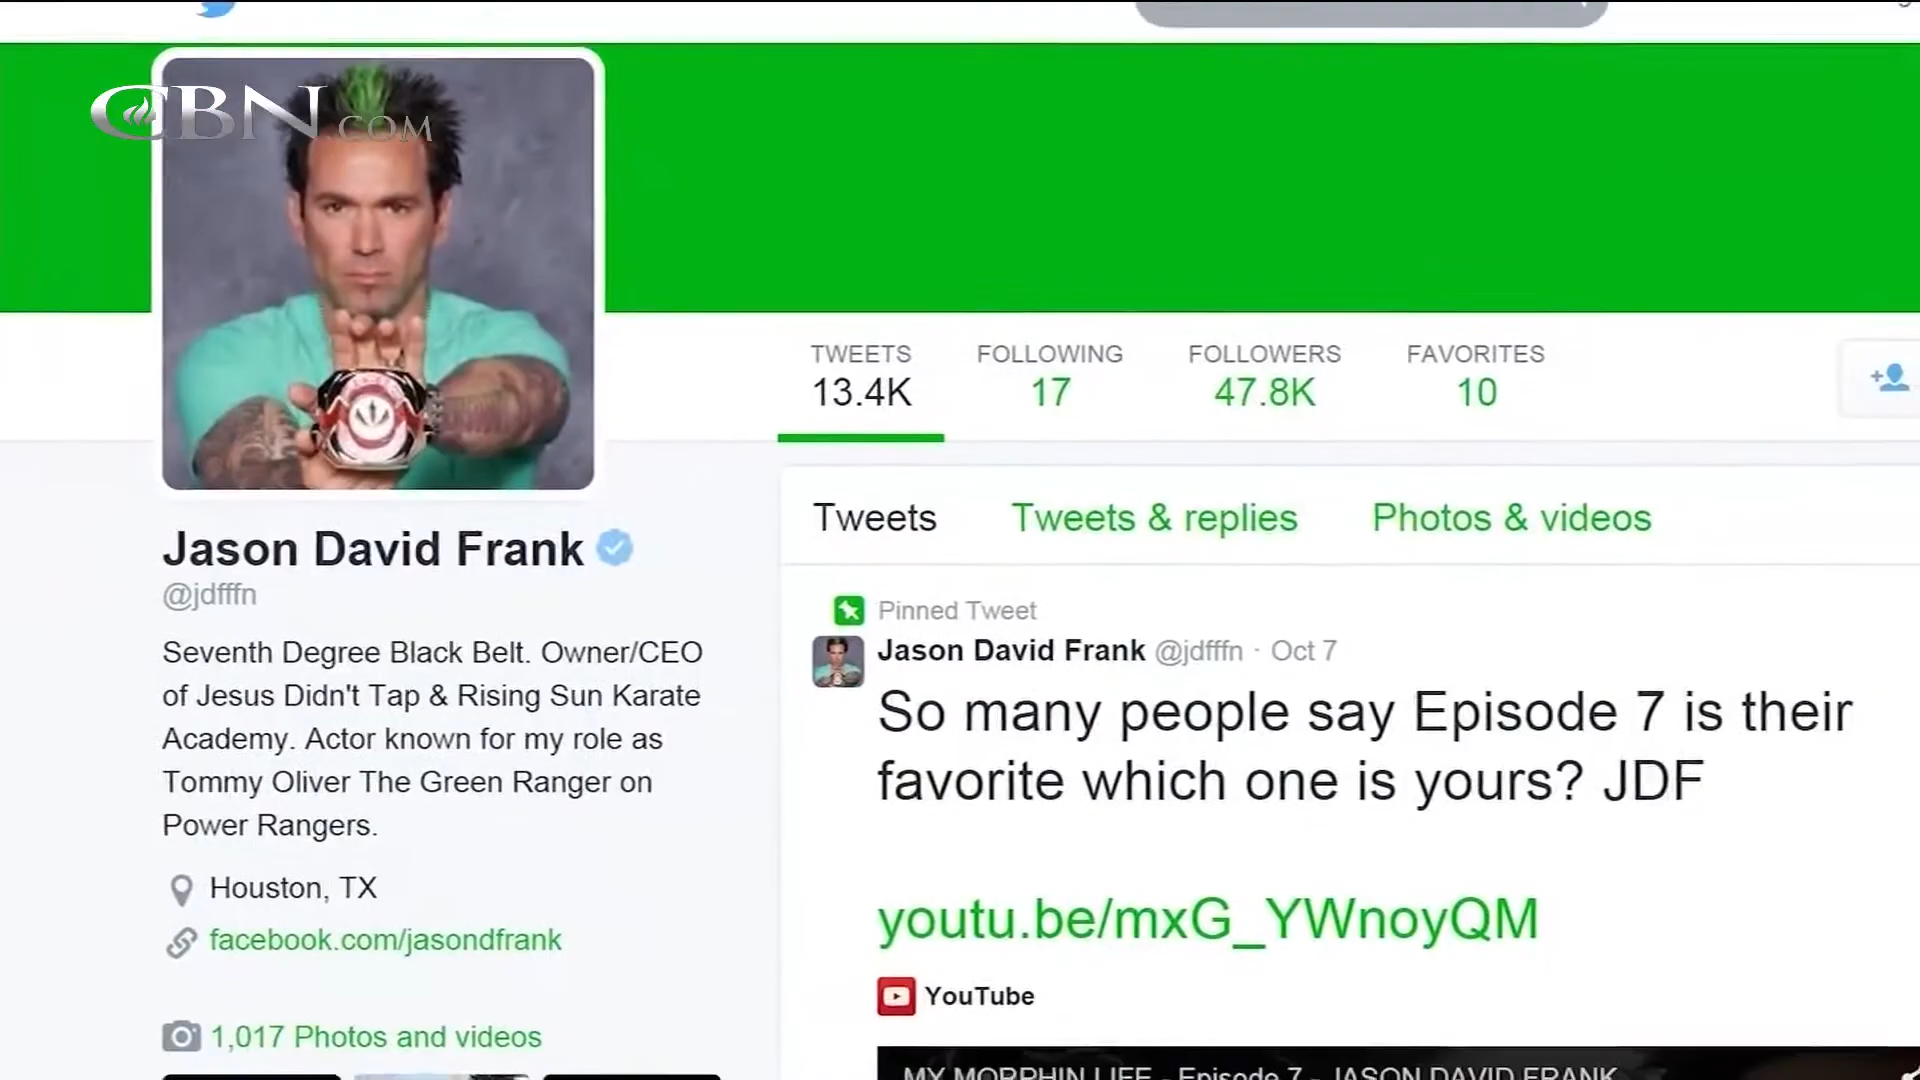 CBN.COM
TWEETS
13.4K
FOLLOWING
17
FOLLOWERS
47.8K
FAVORITES
10
Jason David Frank
@jdfffn
Seventh Degree Black Belt. Owner/CEO
of Jesus Didn't Tap & Rising Sun Karate
Academy. Actor known for my role as
Tommy Oliver The Green Ranger on
Power Rangers.
Houston, TX
facebook.com/jasondfrank
1,017 Photos and videos
Tweets Tweets & replies Photos & videos
Pinned Tweet
Jason David Frank @jdfffn · Oct 7
So many people say Episode 7 is their
favorite which one is yours? JDF
youtu.be/mxG_YWnoyQM
YouTube
MY MORPHIN LIFE - Episode 7 - JASON DAVID FRANK